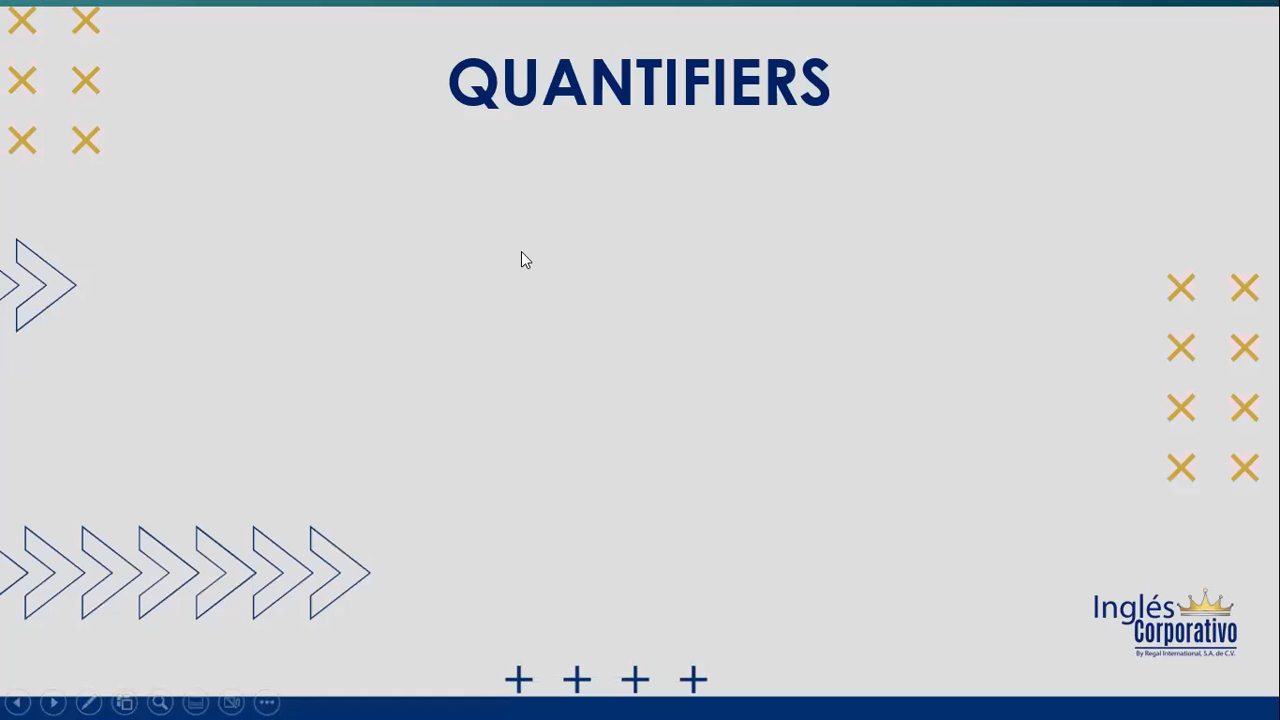 QUANTIFIERS
Inglés
Corporativo
By Regal International, S.A. de C.V.